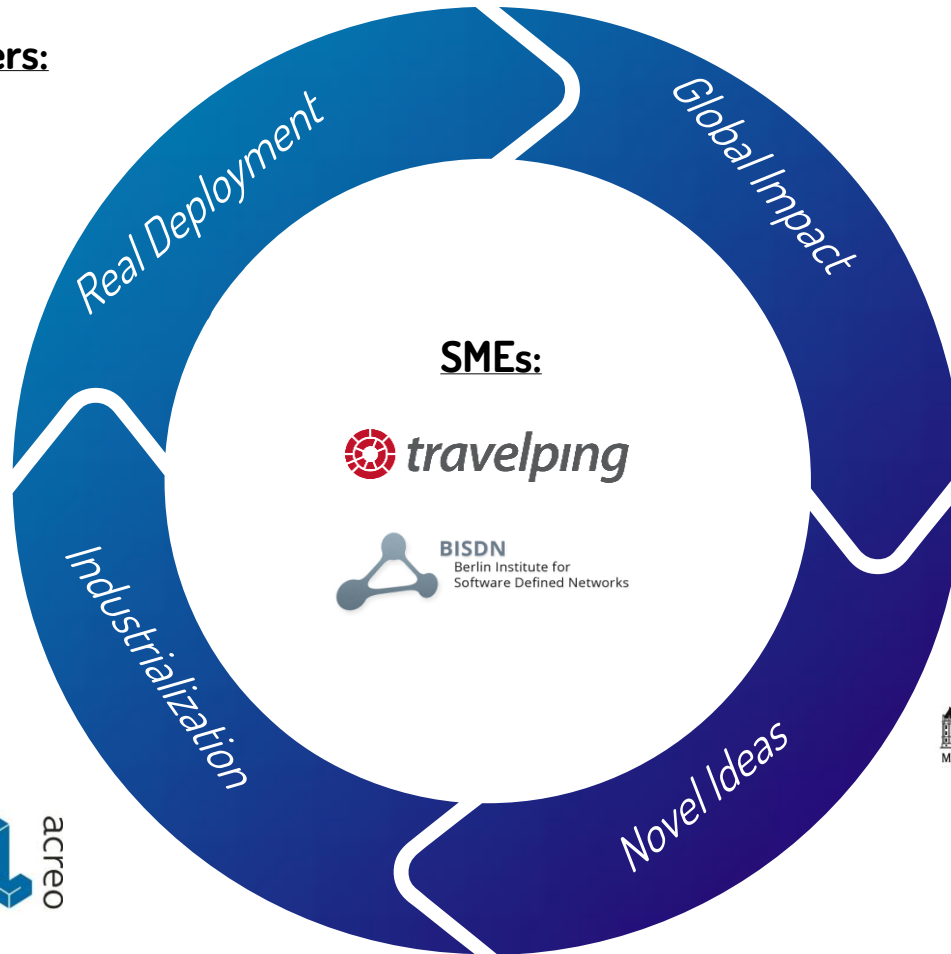 ers:
Real Deployment
Global Impact
SMEs:
travelping
BISDN
Berlin Institute for
Software Defined Networks
Industrialization
Novel Ideas
acreo
M